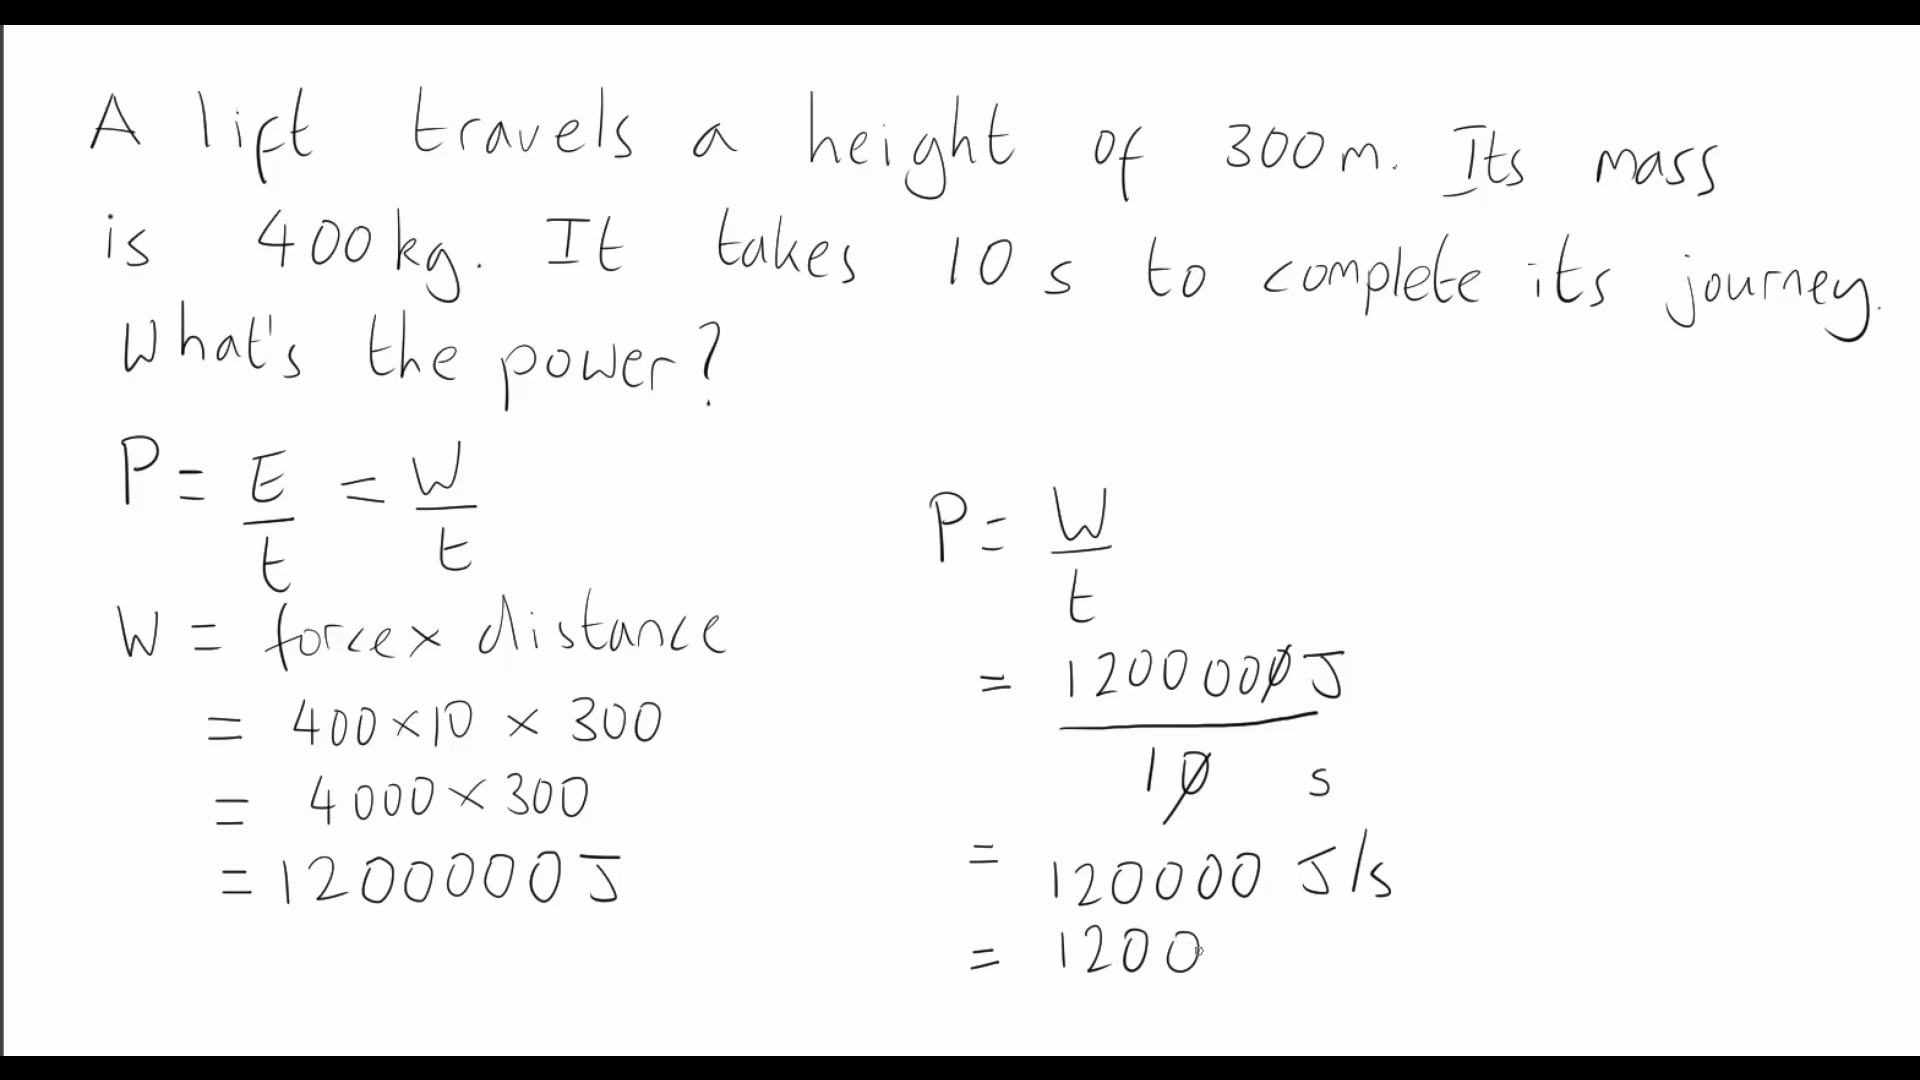 A lift travels a height of 300m. Its mass
is 400kg. It takes 10 s to complete its journey.
What's the power?
P = E/t = W/t
W = force x distance
= 400 x 10 x 300
= 4000 x 300
= 1200000 J
P = W/t
= 1200000 J / 10 s
= 120000 J/s
= 1200